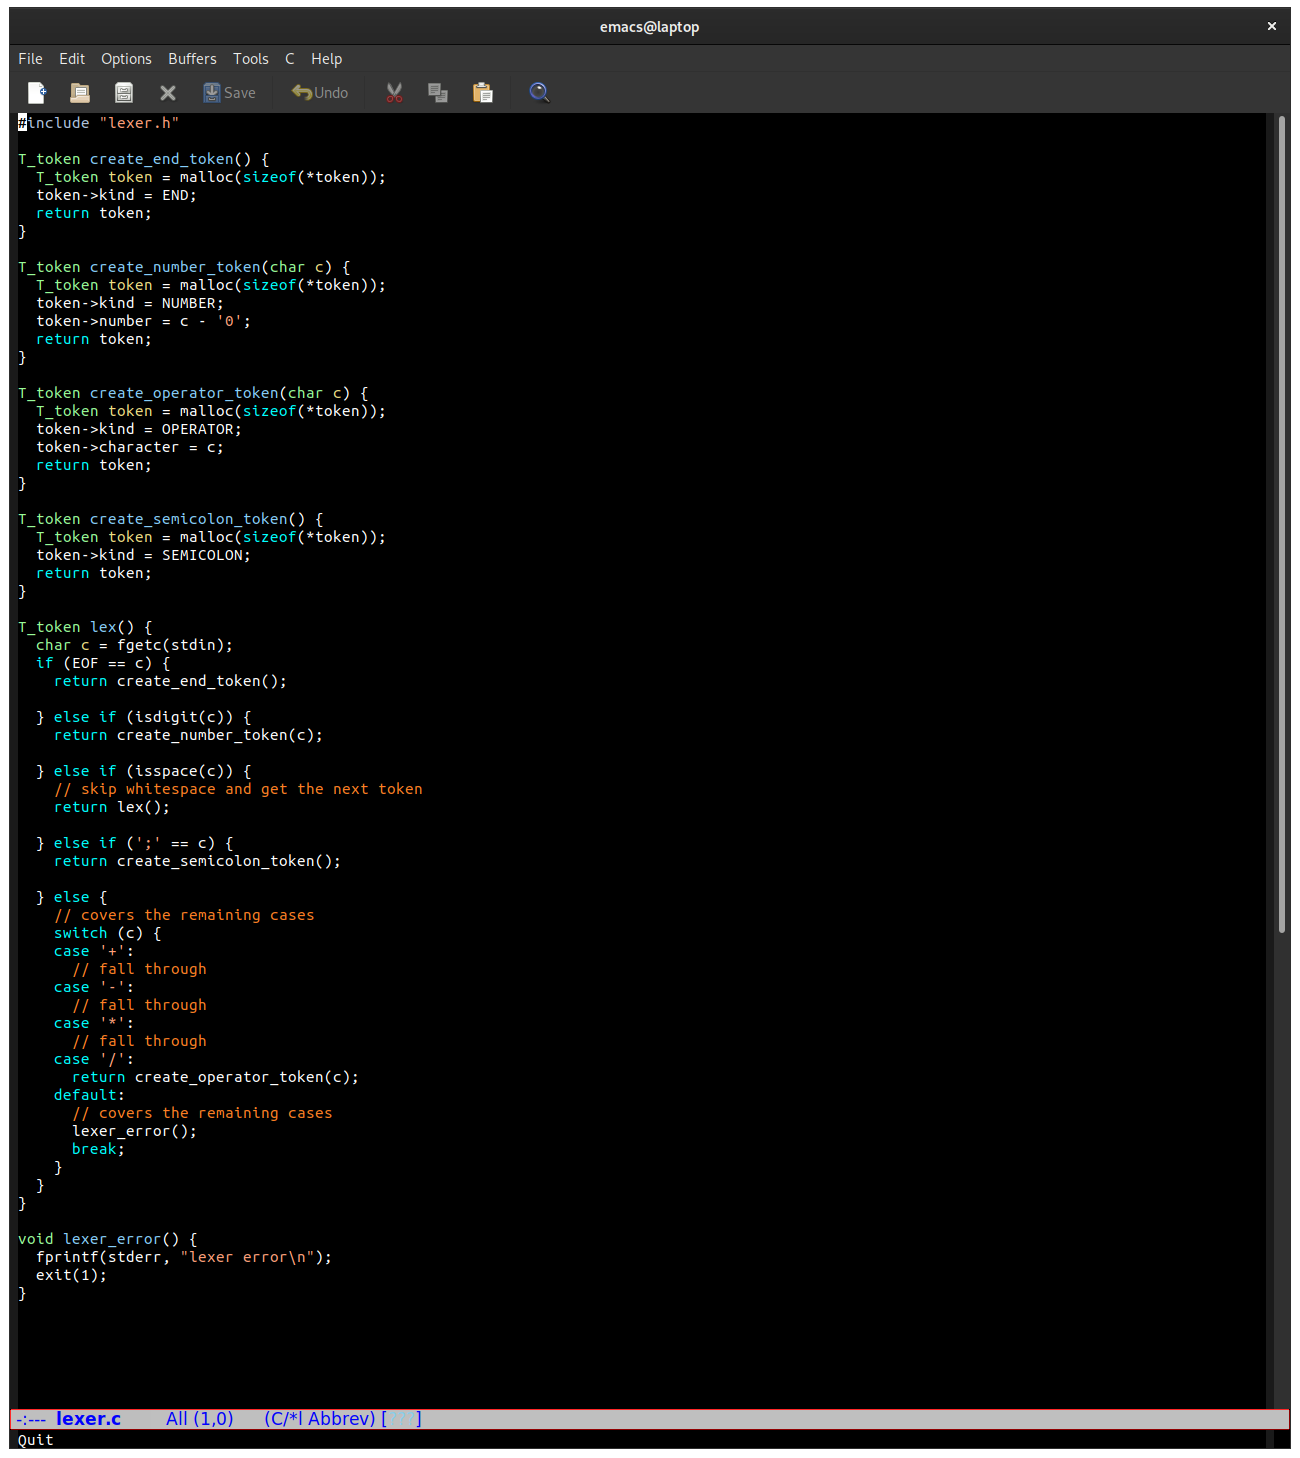 emacs@laptop ×
File Edit Options Buffers Tools C Help
Save Undo
#include "lexer.h"

T_token create_end_token() {
  T_token token = malloc(sizeof(*token));
  token->kind = END;
  return token;
}

T_token create_number_token(char c) {
  T_token token = malloc(sizeof(*token));
  token->kind = NUMBER;
  token->number = c - '0';
  return token;
}

T_token create_operator_token(char c) {
  T_token token = malloc(sizeof(*token));
  token->kind = OPERATOR;
  token->character = c;
  return token;
}

T_token create_semicolon_token() {
  T_token token = malloc(sizeof(*token));
  token->kind = SEMICOLON;
  return token;
}

T_token lex() {
  char c = fgetc(stdin);
  if (EOF == c) {
    return create_end_token();

  } else if (isdigit(c)) {
    return create_number_token(c);

  } else if (isspace(c)) {
    // skip whitespace and get the next token
    return lex();

  } else if (';' == c) {
    return create_semicolon_token();

  } else {
    // covers the remaining cases
    switch (c) {
    case '+':
      // fall through
    case '-':
      // fall through
    case '*':
      // fall through
    case '/':
      return create_operator_token(c);
    default:
      // covers the remaining cases
      lexer_error();
      break;
    }
  }
}

void lexer_error() {
  fprintf(stderr, "lexer error\n");
  exit(1);
}
-:--- lexer.c All (1,0) (C/*l Abbrev) [???]
Quit